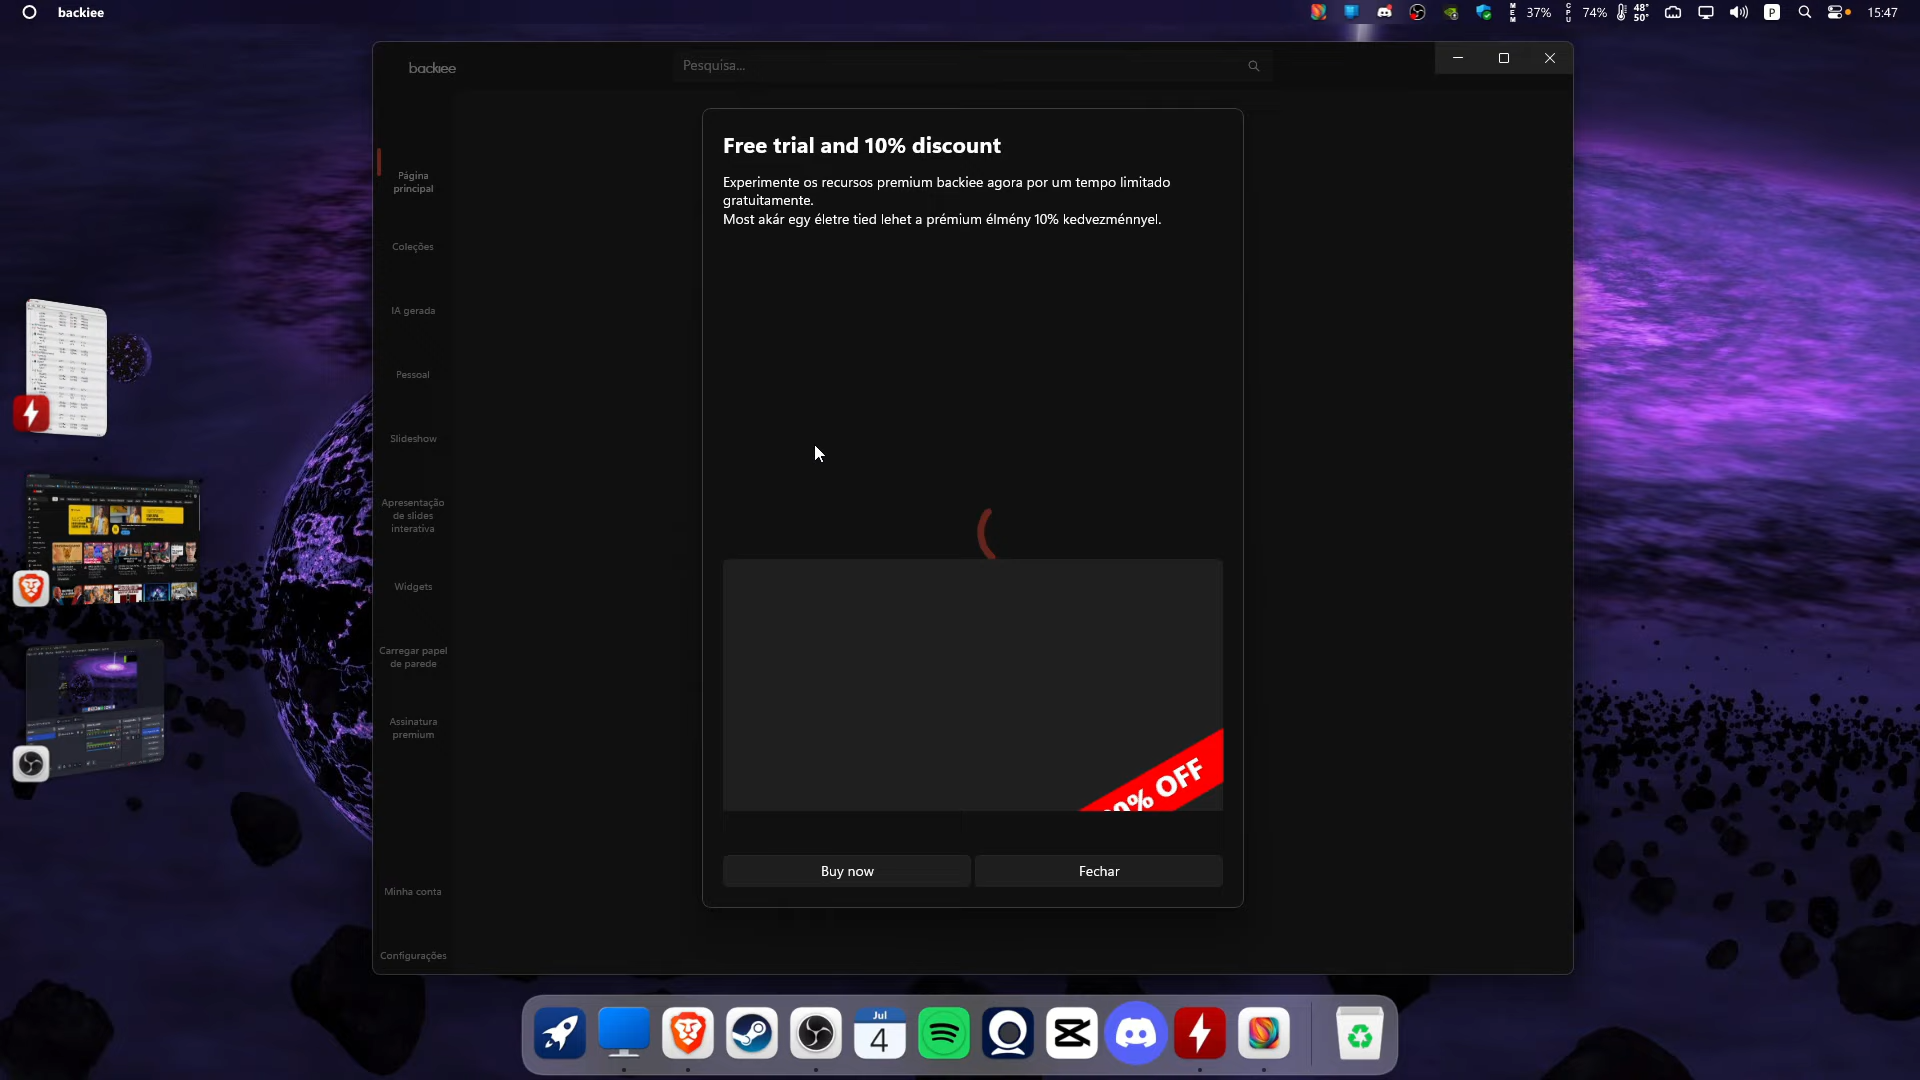 backiee
37%
74%
48°
50°
P
15:47
backiee
Pesquisa...
Free trial and 10% discount
Experimente os recursos premium backiee agora por um tempo limitado
gratuitamente.
Most akár egy életre tied lehet a prémium élmény 10% kedvezménnyel.
Página
principal
Coleções
IA gerada
Pessoal
Slideshow
Apresentação
de slides
interativa
Widgets
Carregar papel
de parede
Assinatura
premium
Minha conta
Configurações
0% OFF
Buy now
Fechar
Jul
4